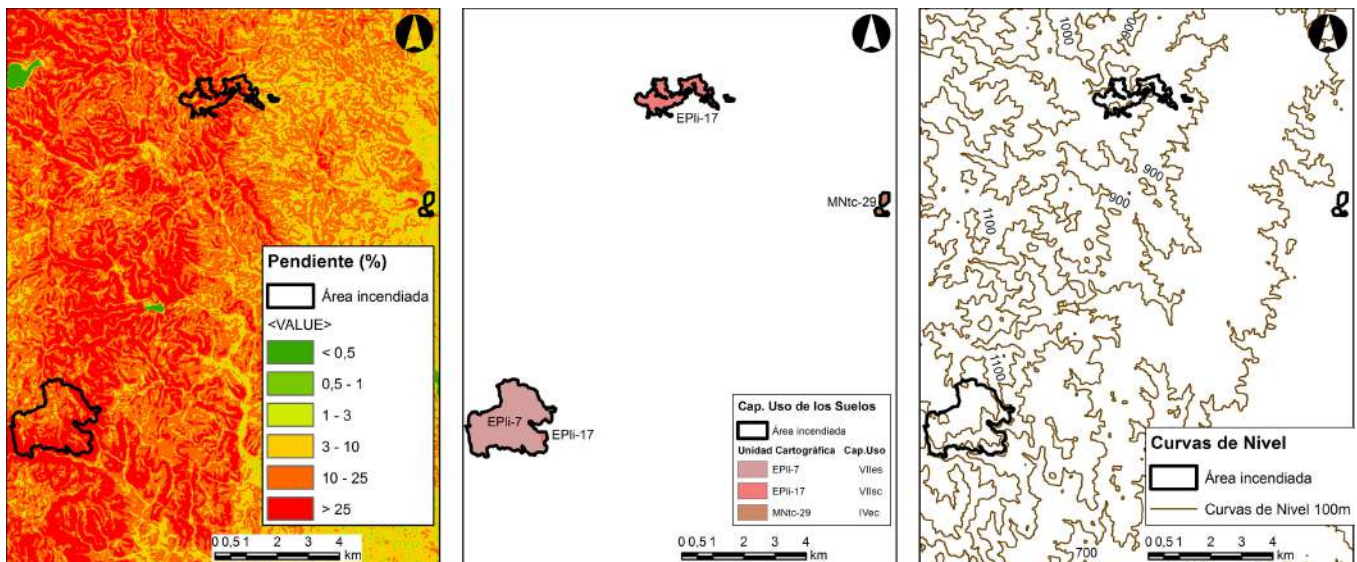 Pendiente (%)
Área incendiada
<VALUE>
< 0,5
0,5 - 1
1 - 3
3 - 10
10 - 25
> 25
0 0,5 1 2 3 4
km
EPli-17
MNtc-29
EPli-7
EPli-17
Cap. Uso de los Suelos
Área incendiada
Unidad Cartográfica Cap.Uso
EPli-7 VIIes
EPli-17 VIIsc
MNtc-29 IVec
0 0,5 1 2 3 4
km
1000
900
900
900
1100
1100
700
Curvas de Nivel
Área incendiada
Curvas de Nivel 100m
0 0,5 1 2 3 4
km